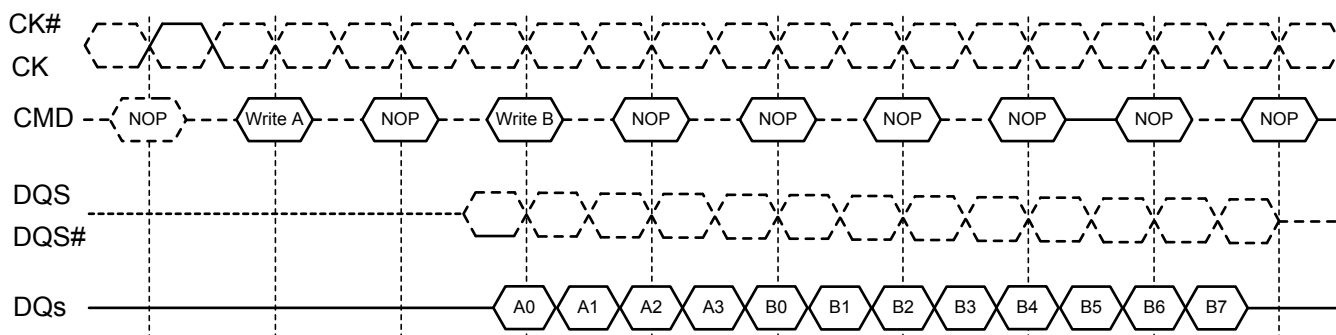 CK#
CK
CMD NOP Write A NOP Write B NOP NOP NOP NOP NOP NOP
DQS
DQS#
DQs A0 A1 A2 A3 B0 B1 B2 B3 B4 B5 B6 B7